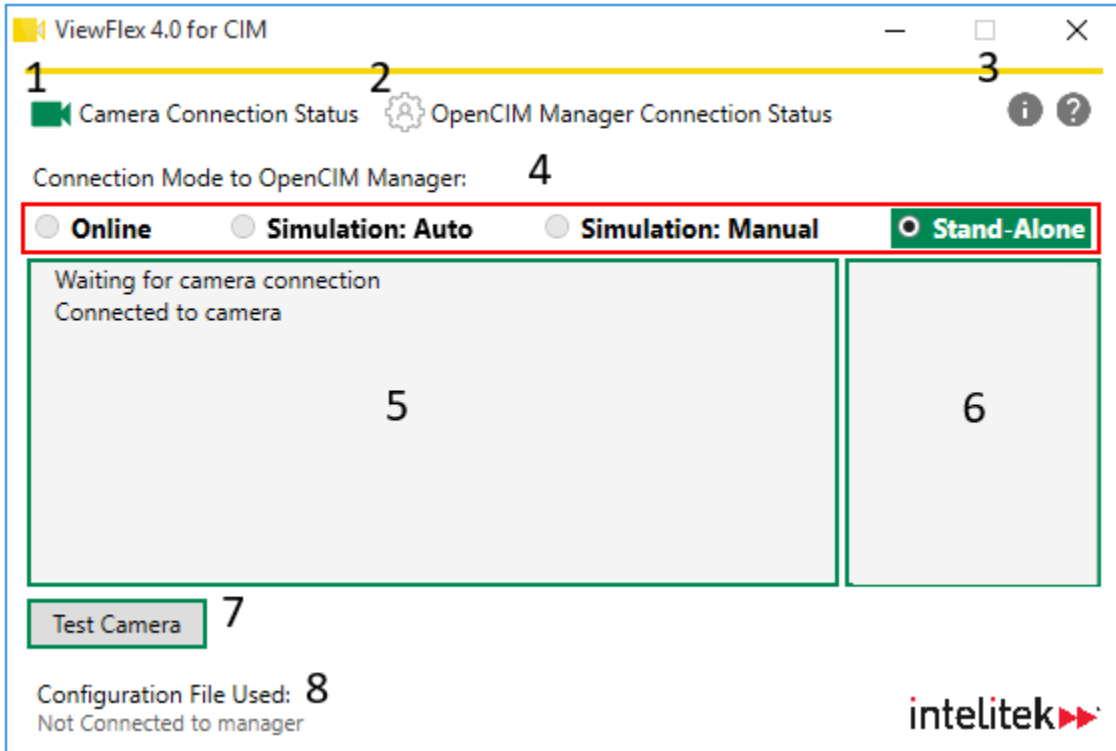 ViewFlex 4.0 for CIM
1 2 3
Camera Connection Status OpenCIM Manager Connection Status i ?
4
Connection Mode to OpenCIM Manager:
Online Simulation: Auto Simulation: Manual Stand-Alone
Waiting for camera connection
Connected to camera
5 6
Test Camera 7
Configuration File Used: 8
Not Connected to manager
intelitek